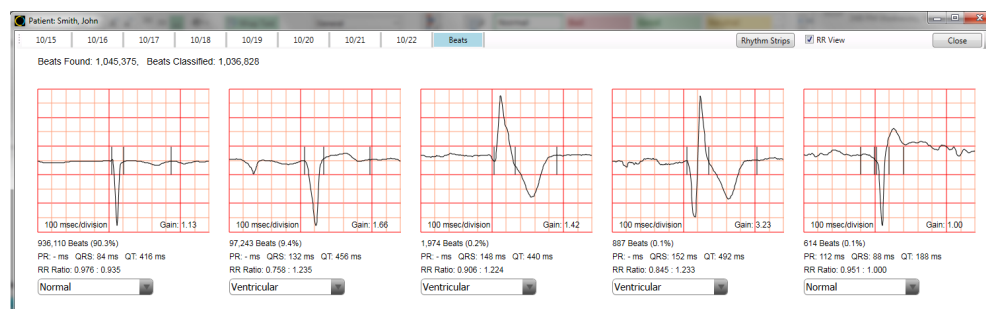 Patient: Smith, John
10/15 10/16 10/17 10/18 10/19 10/20 10/21 10/22 Beats Rhythm Strips RR View Close
Beats Found: 1,045,375, Beats Classified: 1,036,828
100 msec/division Gain: 1.13
936,110 Beats (90.3%)
PR: - ms QRS: 84 ms QT: 416 ms
RR Ratio: 0.976 : 0.935
Normal
100 msec/division Gain: 1.66
97,243 Beats (9.4%)
PR: - ms QRS: 132 ms QT: 456 ms
RR Ratio: 0.758 : 1.235
Ventricular
100 msec/division Gain: 1.42
1,974 Beats (0.2%)
PR: - ms QRS: 148 ms QT: 440 ms
RR Ratio: 0.906 : 1.224
Ventricular
100 msec/division Gain: 3.23
887 Beats (0.1%)
PR: - ms QRS: 152 ms QT: 492 ms
RR Ratio: 0.845 : 1.233
Ventricular
100 msec/division Gain: 1.00
614 Beats (0.1%)
PR: 112 ms QRS: 88 ms QT: 188 ms
RR Ratio: 0.951 : 1.000
Normal